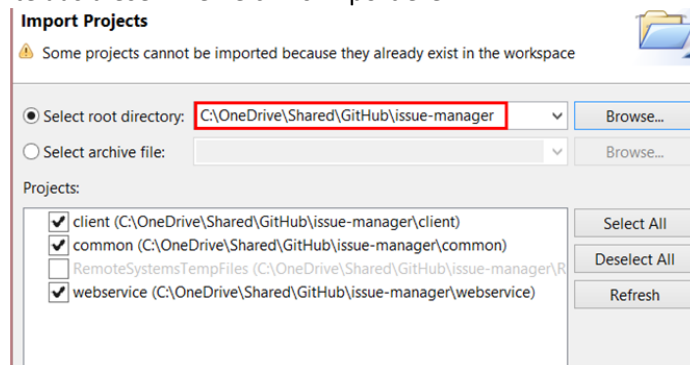 Import Projects
Some projects cannot be imported because they already exist in the workspace
Select root directory: C:\OneDrive\Shared\GitHub\issue-manager Browse...
Select archive file: Browse...
Projects:
client (C:\OneDrive\Shared\GitHub\issue-manager\client) Select All
common (C:\OneDrive\Shared\GitHub\issue-manager\common)
RemoteSystemsTempFiles (C:\OneDrive\Shared\GitHub\issue-manager\R Deselect All
webservice (C:\OneDrive\Shared\GitHub\issue-manager\webservice) Refresh